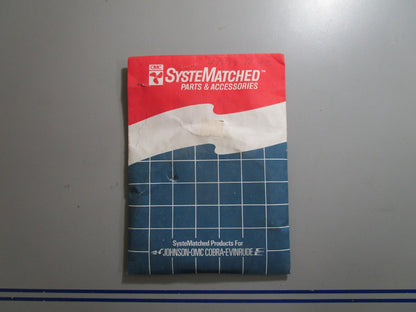 OMC
SYSTEMATCHED™
PARTS & ACCESSORIES
SysteMatched Products For
JOHNSON-OMC COBRA-EVINRUDE E